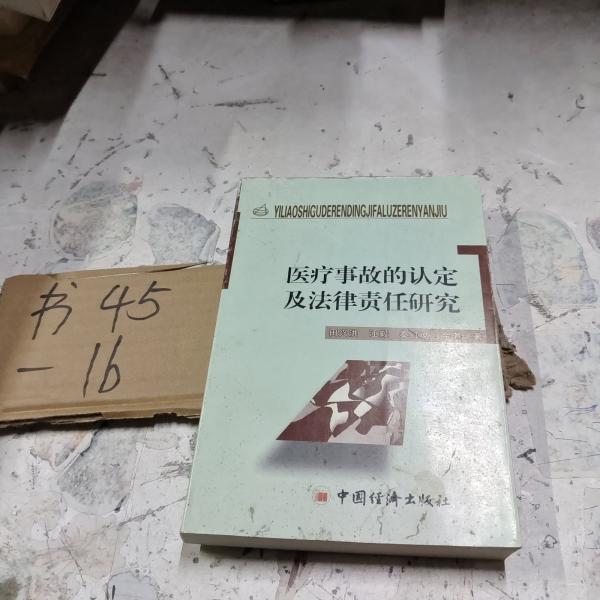 书 45
— 16
YILIAOSHIGUDERENDINGJIFALUZERENYANJIU
医疗事故的认定
及法律责任研究
中国经济出版社